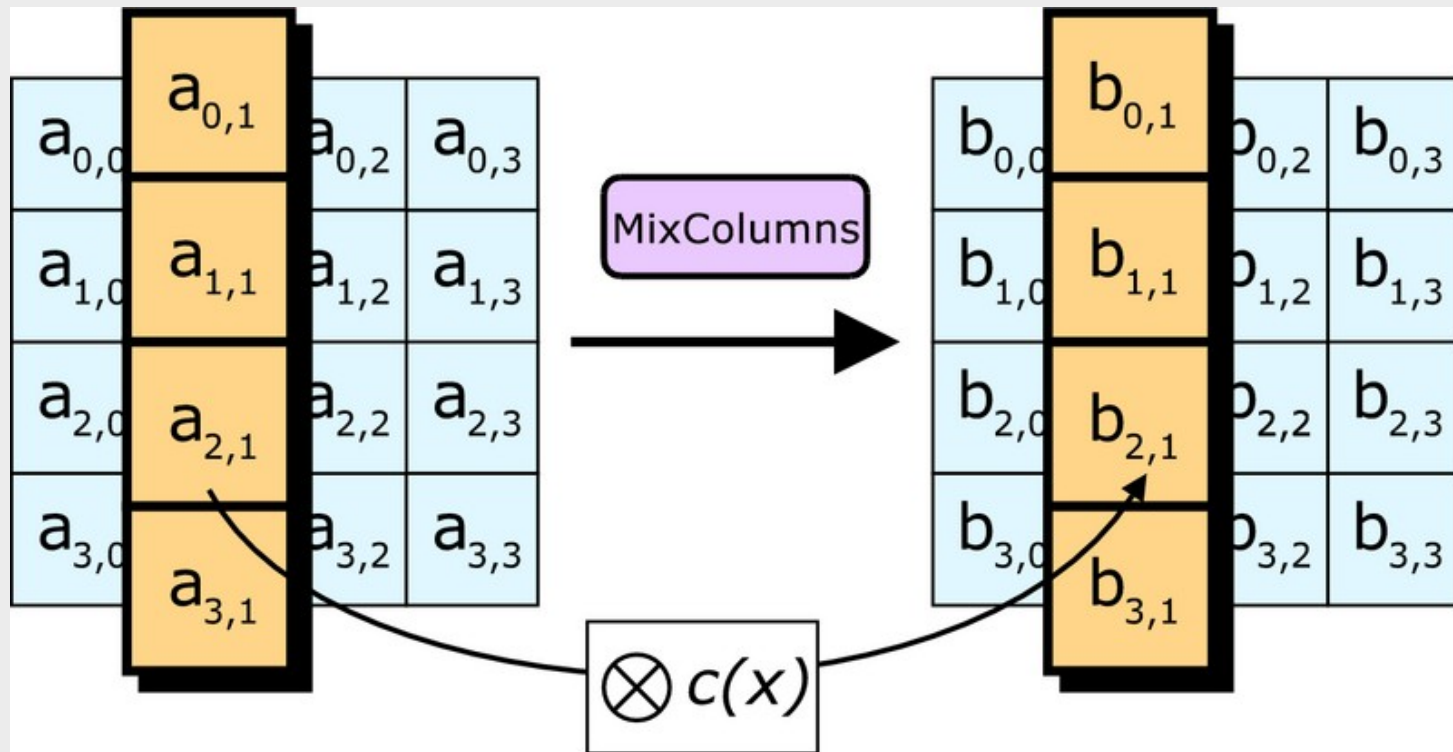 a0,1
b0,1
a0,0 a0,2 a0,3
b0,0 b0,2 b0,3
MixColumns
a1,1
b1,1
a1,0 a1,2 a1,3
b1,0 b1,2 b1,3
a2,1
b2,1
a2,0 a2,2 a2,3
b2,0 b2,2 b2,3
a3,0 a3,2 a3,3
b3,0 b3,2 b3,3
a3,1
b3,1
⊗ c(x)